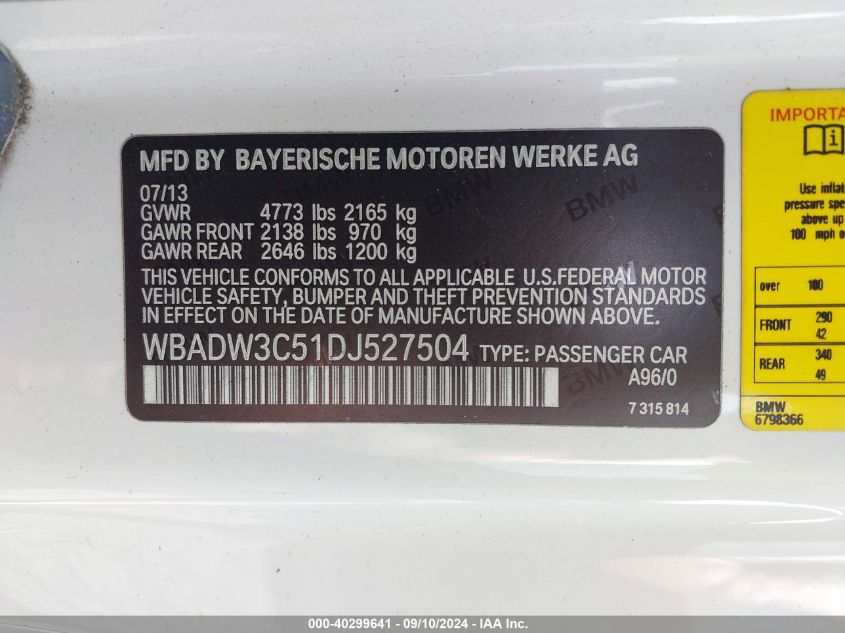 MFD BY BAYERISCHE MOTOREN WERKE AG
07/13
GVWR 4773 lbs 2165 kg
GAWR FRONT 2138 lbs 970 kg
GAWR REAR 2646 lbs 1200 kg
THIS VEHICLE CONFORMS TO ALL APPLICABLE U.S.FEDERAL MOTOR
VEHICLE SAFETY, BUMPER AND THEFT PREVENTION STANDARDS
IN EFFECT ON THE DATE OF MANUFACTURE SHOWN ABOVE.
WBADW3C51DJ527504 TYPE: PASSENGER CAR
A96/0
7 315 814
BMW
BMW
BMW
IMPORTA
Use inflat
pressure spe
above up
100 mph o
over 100
FRONT 290
42
REAR 340
49
BMW
6798366
000-40299641 - 09/10/2024 - IAA Inc.